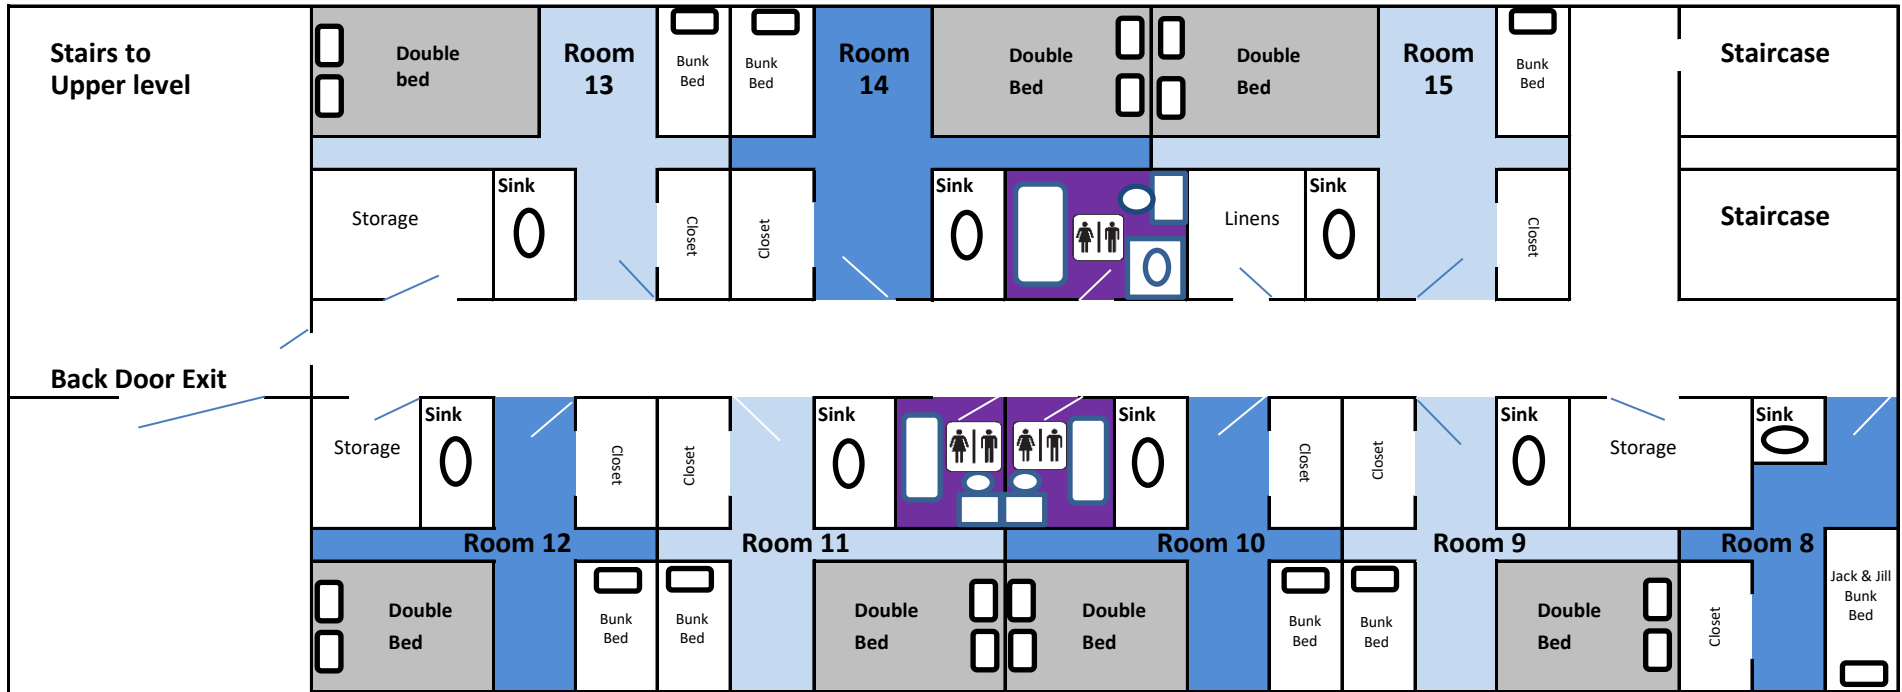 Stairs to
Upper level
Double
bed
Room
13
Bunk
Bed
Bunk
Bed
Room
14
Double
Bed
Double
Bed
Room
15
Bunk
Bed
Staircase
Storage
Sink
Closet
Closet
Sink
Linens
Sink
Closet
Staircase
Back Door Exit
Storage
Sink
Closet
Closet
Sink
Sink
Closet
Closet
Sink
Storage
Sink
Room 12
Room 11
Room 10
Room 9
Room 8
Double
Bed
Bunk
Bed
Bunk
Bed
Double
Bed
Double
Bed
Bunk
Bed
Bunk
Bed
Double
Bed
Closet
Jack & Jill
Bunk
Bed